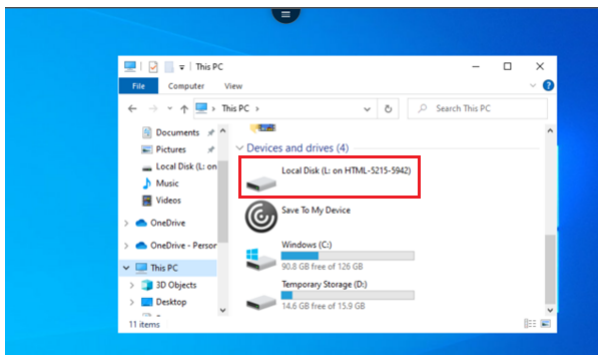 This PC
File Computer View
This PC
Search This PC
Documents
Pictures
Local Disk (L: on
Music
Videos
OneDrive
OneDrive - Person
This PC
3D Objects
Desktop
Devices and drives (4)
Local Disk (L: on HTML-5215-5942)
Save To My Device
Windows (C:)
90.8 GB free of 126 GB
Temporary Storage (D:)
14.6 GB free of 15.9 GB
11 items